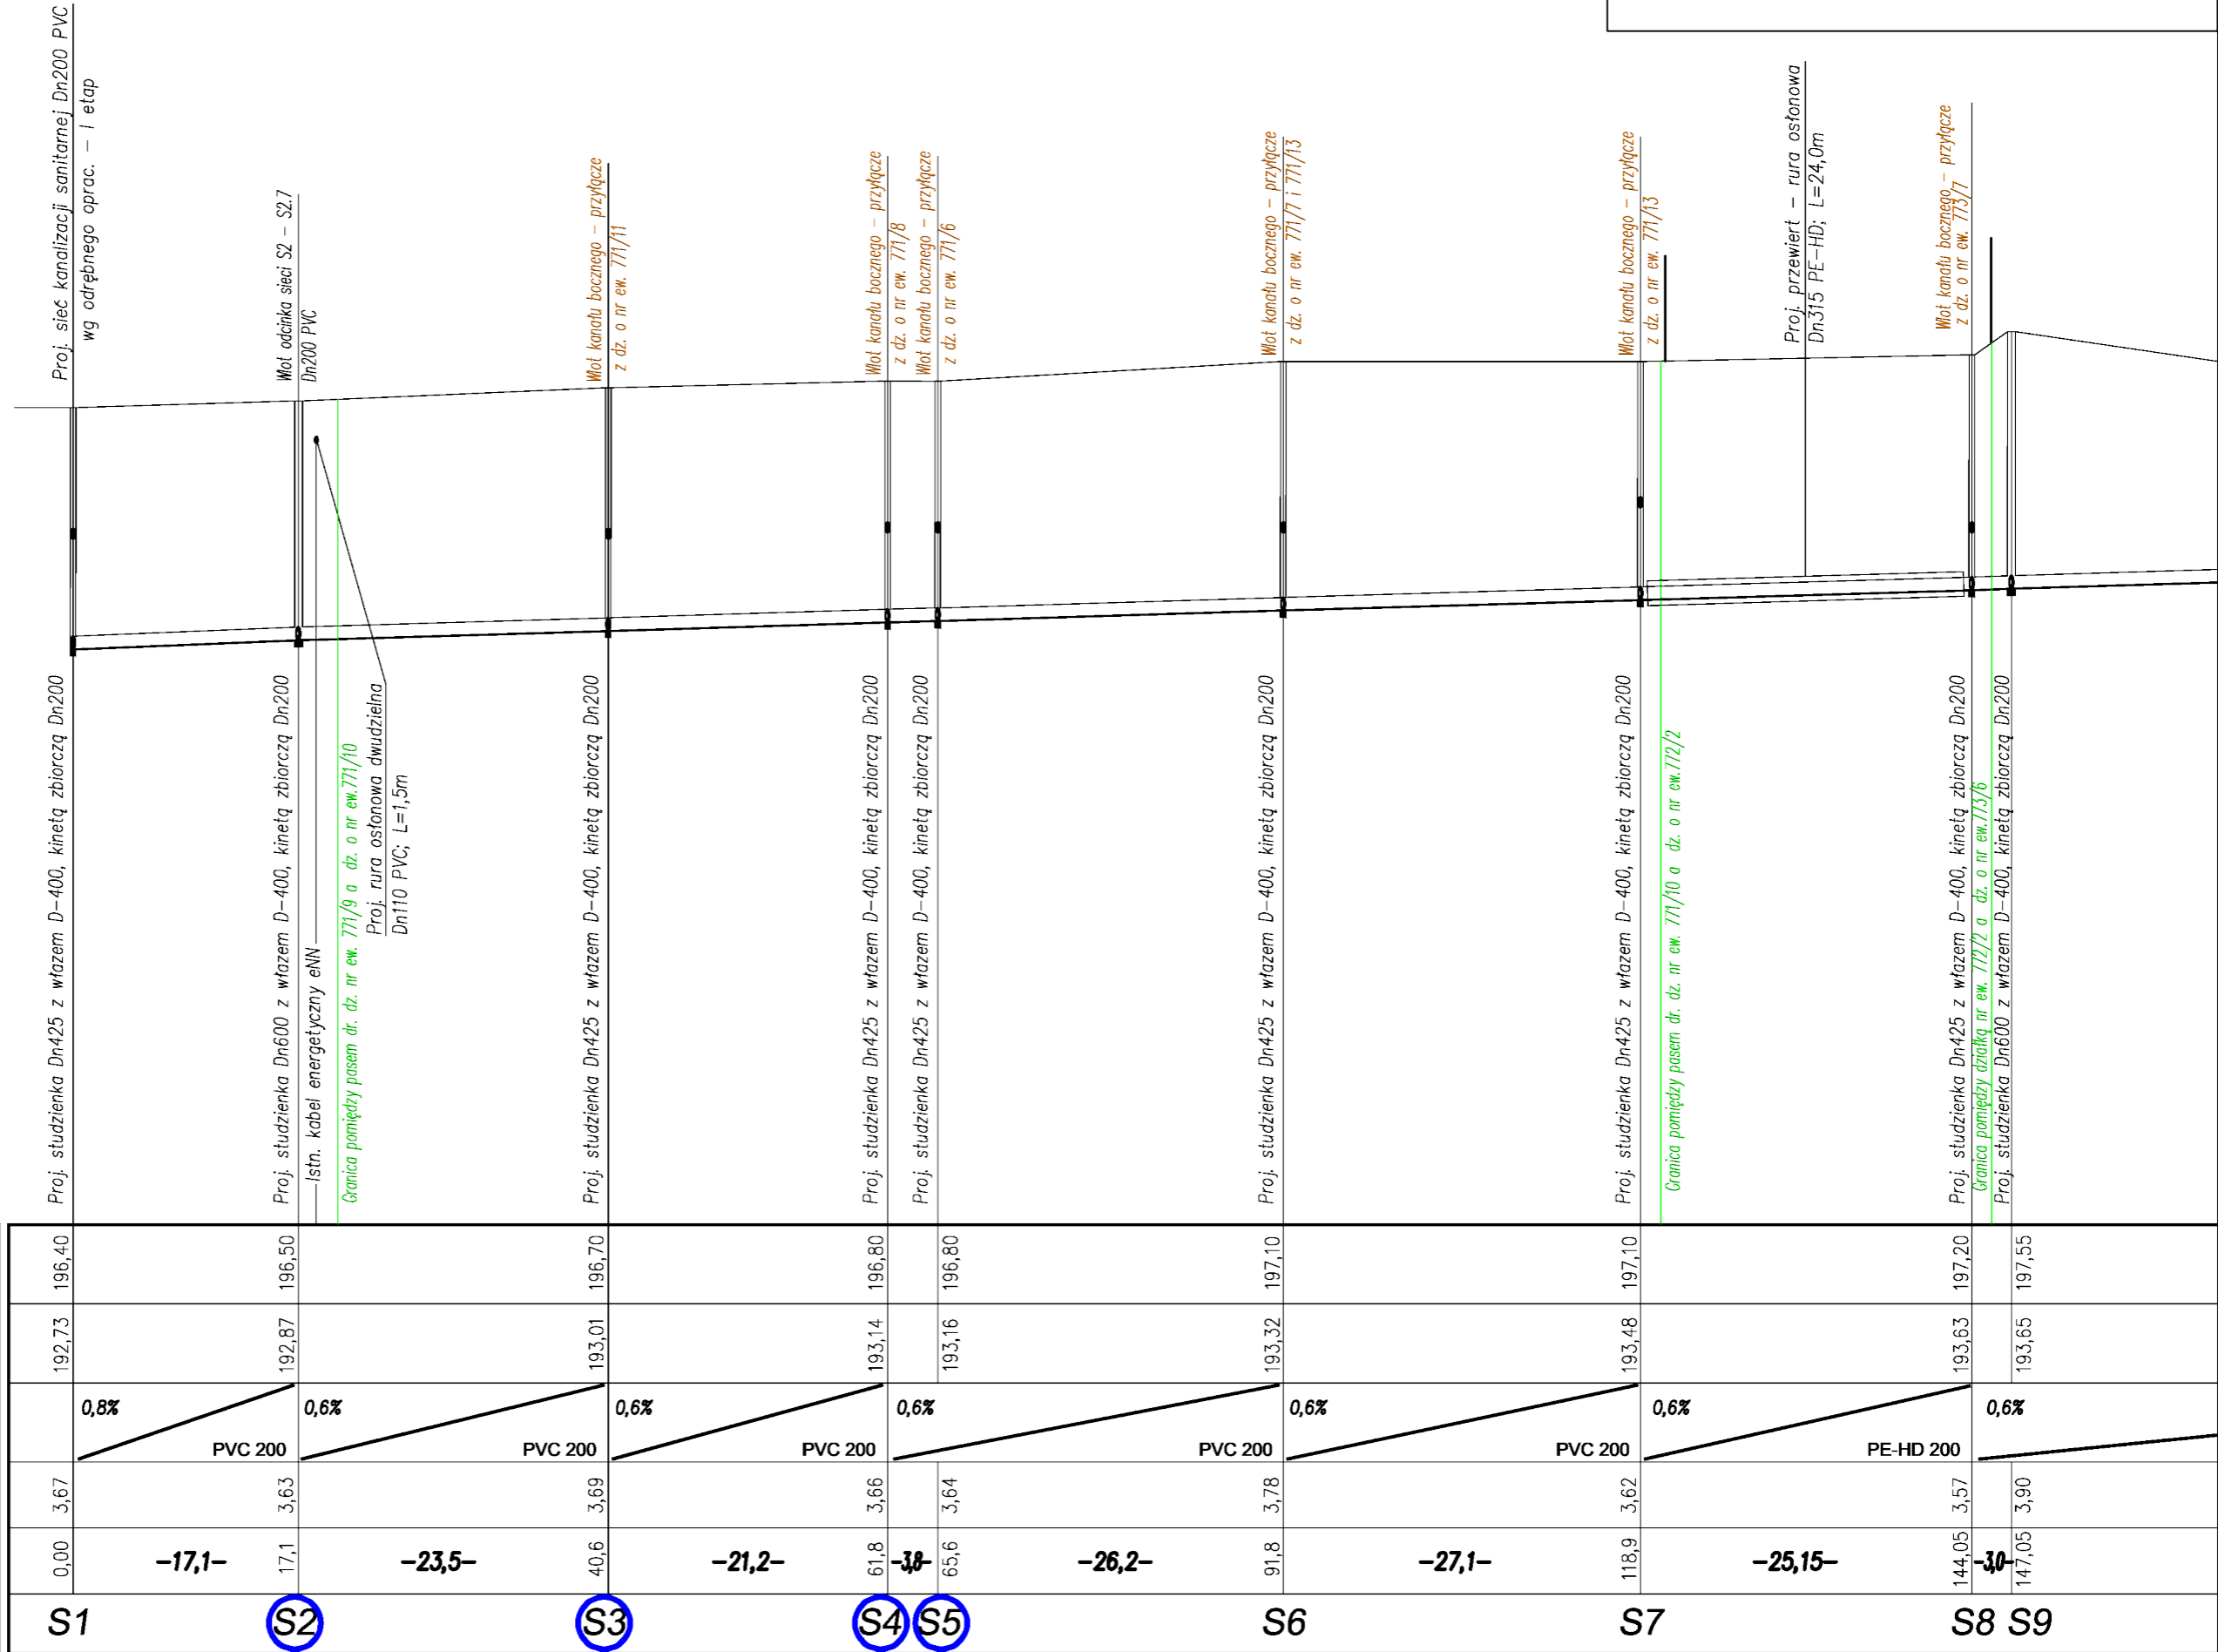 Proj. sieć kanalizacji sanitarnej Dn200 PVC
wg odrębnego oprac. – I etap
Wlot odcinka sieci S2 – S2.7
Dn200 PVC
Wlot kanału bocznego – przyłącze
z dz. o nr ew. 771/11
Wlot kanału bocznego – przyłącze
z dz. o nr ew. 771/8
Wlot kanału bocznego – przyłącze
z dz. o nr ew. 771/6
Wlot kanału bocznego – przyłącze
z dz. o nr ew. 771/7 i 771/13
Wlot kanału bocznego – przyłącze
z dz. o nr ew. 771/13
Proj. przewiert – rura osłonowa
Dn315 PE–HD; L=24,0m
Wlot kanału bocznego – przyłącze
z dz. o nr ew. 773/7
Proj. studzienka Dn425 z włazem D–400, kinetą zbiorczą Dn200
Proj. studzienka Dn600 z włazem D–400, kinetą zbiorczą Dn200
Istn. kabel energetyczny eNN
Granica pomiędzy pasem dr. dz. nr ew. 771/9 a dz. o nr ew.771/10
Proj. rura osłonowa dwudzielna
Dn110 PVC; L=1,5m
Proj. studzienka Dn425 z włazem D–400, kinetą zbiorczą Dn200
Proj. studzienka Dn425 z włazem D–400, kinetą zbiorczą Dn200
Proj. studzienka Dn425 z włazem D–400, kinetą zbiorczą Dn200
Proj. studzienka Dn425 z włazem D–400, kinetą zbiorczą Dn200
Proj. studzienka Dn425 z włazem D–400, kinetą zbiorczą Dn200
Granica pomiędzy pasem dr. dz. nr ew. 771/10 a dz. o nr ew.772/2
Proj. studzienka Dn425 z włazem D–400, kinetą zbiorczą Dn200
Granica pomiędzy działką nr ew. 772/2 a dz. o nr ew.773/6
Proj. studzienka Dn600 z włazem D–400, kinetą zbiorczą Dn200
196,40 196,50 196,70 196,80 196,80 197,10 197,10 197,20 197,55
192,73 192,87 193,01 193,14 193,16 193,32 193,48 193,63 193,65
0,8% 0,6% 0,6% 0,6% 0,6% 0,6% 0,6%
PVC 200 PVC 200 PVC 200 PVC 200 PVC 200 PE-HD 200
3,67 3,63 3,69 3,66 3,64 3,78 3,62 3,57 3,90
0,00 –17,1– 17,1 –23,5– 40,6 –21,2– 61,8 –3,8– 65,6 –26,2– 91,8 –27,1– 118,9 –25,15– 144,05 –3,0– 147,05
S1 S2 S3 S4 S5 S6 S7 S8 S9